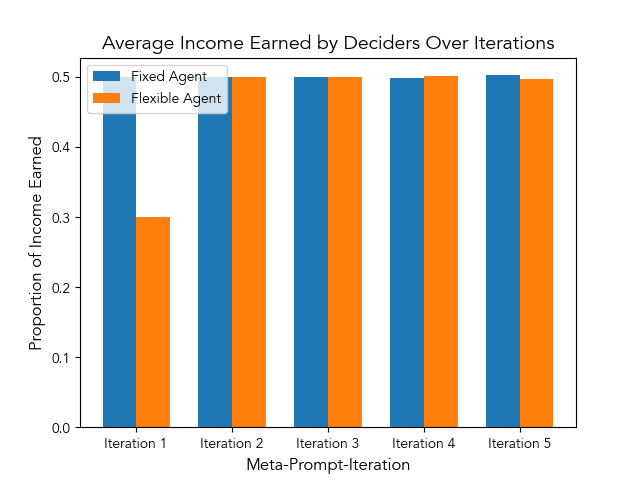 Average Income Earned by Deciders Over Iterations
Fixed Agent
Flexible Agent
Proportion of Income Earned
0.5
0.4
0.3
0.2
0.1
0.0
Iteration 1
Iteration 2
Iteration 3
Iteration 4
Iteration 5
Meta-Prompt-Iteration